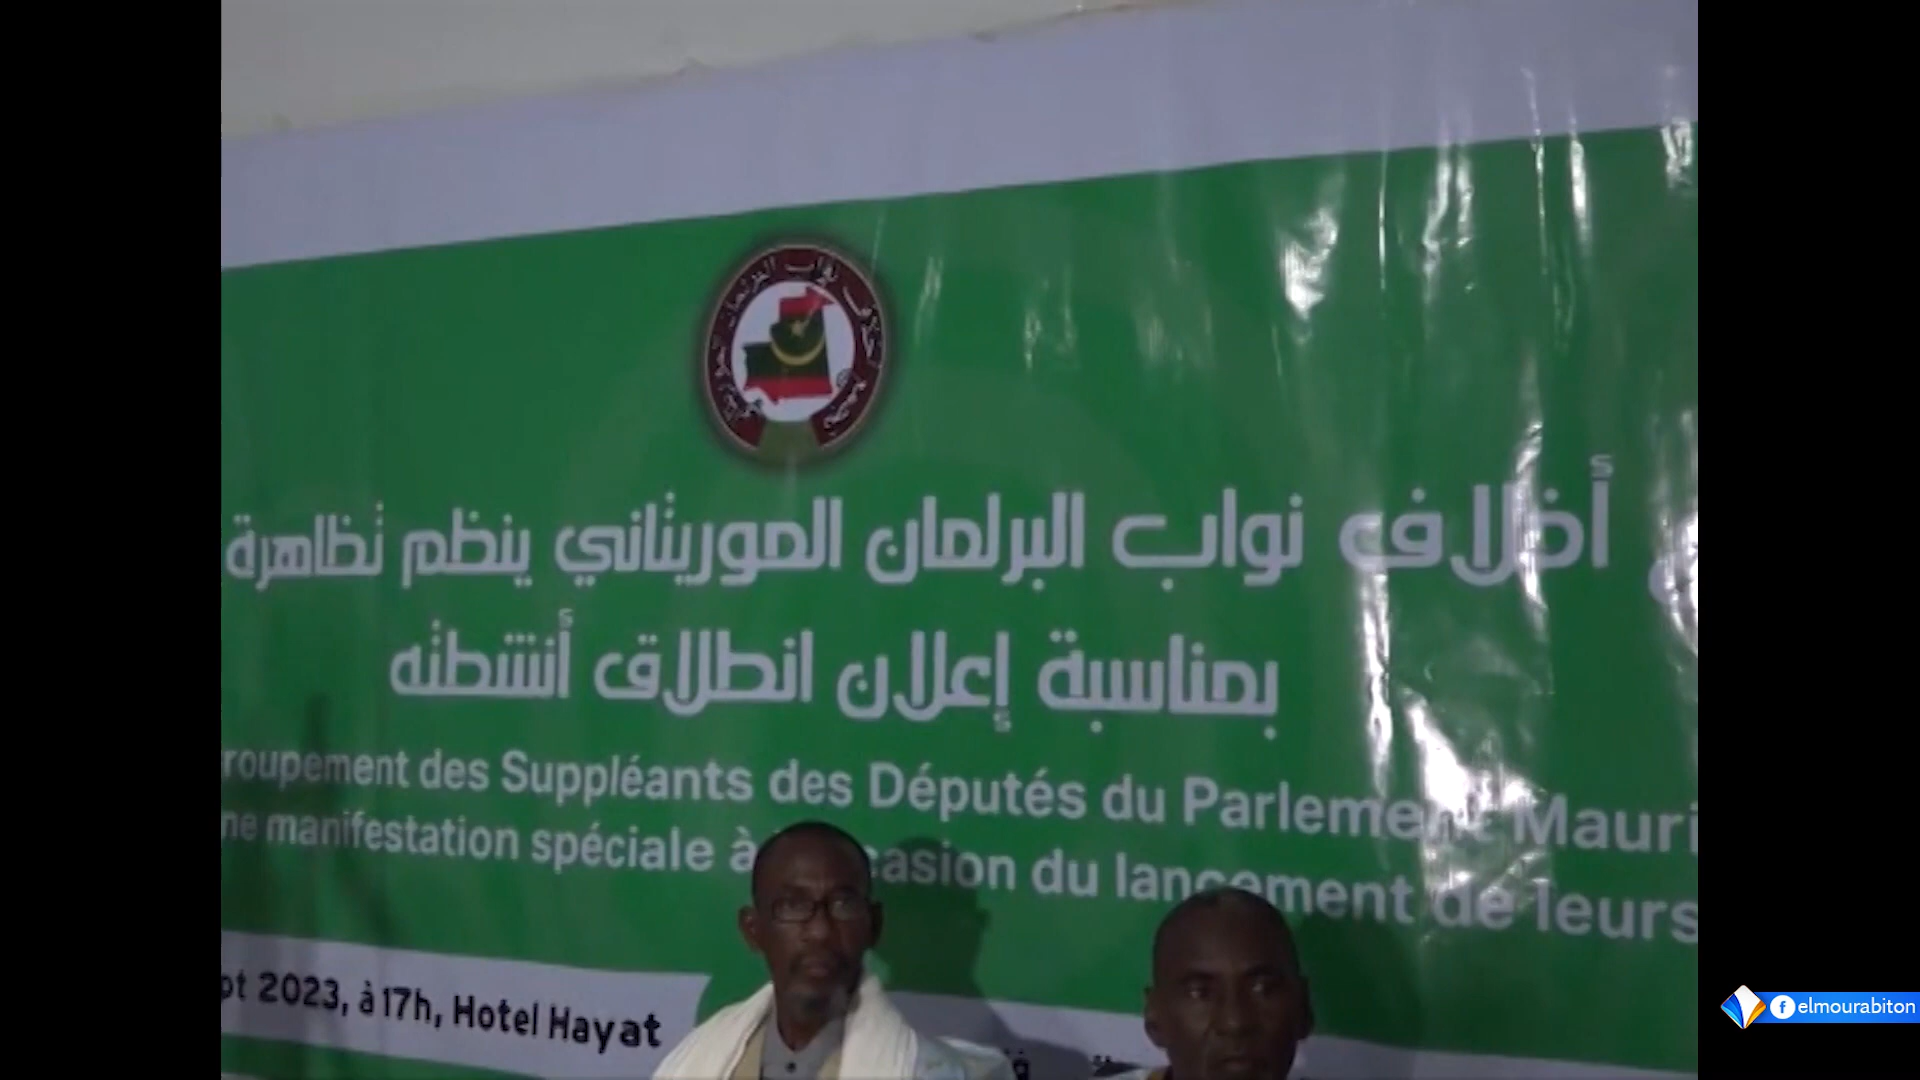 أخلاف نواب البرلمان الموريتاني ينظم تظاهرة
بمناسبة إعلان انطلاق أنشطته
roupement des Suppléants des Députés du Parlement Mauri
ne manifestation spéciale à casion du lancement de leurs
pt 2023, à 17h, Hotel Hayat
elmourabiton